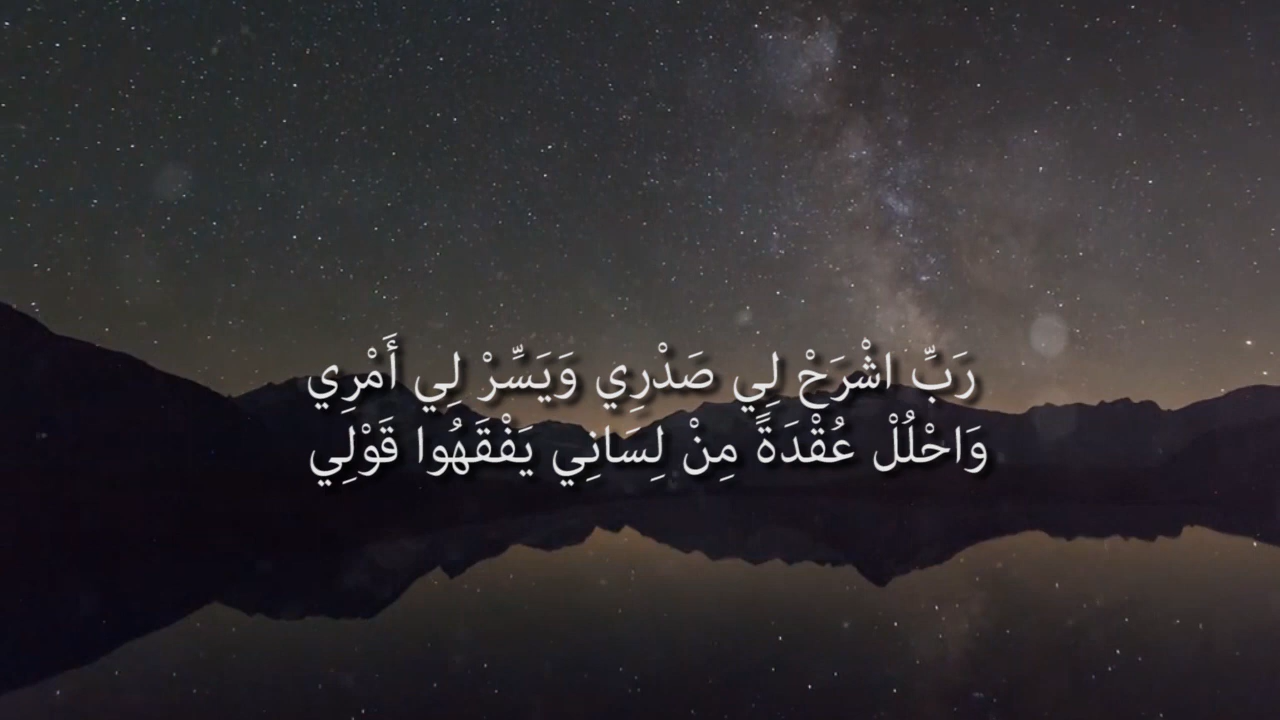 رَبِّ اشْرَحْ لِي صَدْرِي وَيَسِّرْ لِي أَمْرِي
وَاحْلُلْ عُقْدَةً مِنْ لِسَانِي يَفْقَهُوا قَوْلِي